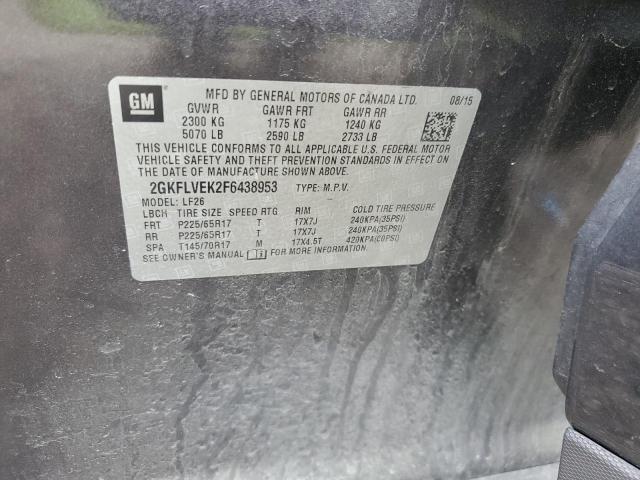 GM
MFD BY GENERAL MOTORS OF CANADA LTD. 08/15
GVWR GAWR FRT GAWR RR
2300 KG 1175 KG 1240 KG
5070 LB 2590 LB 2733 LB
THIS VEHICLE CONFORMS TO ALL APPLICABLE U.S. FEDERAL MOTOR
VEHICLE SAFETY AND THEFT PREVENTION STANDARDS IN EFFECT ON
THE DATE OF MANUFACTURE SHOWN ABOVE.
2GKFLVEK2F6438953 TYPE: M.P.V.
MODEL: LF26
LBCH TIRE SIZE SPEED RTG RIM COLD TIRE PRESSURE
FRT P225/65R17 T 17X7J 240KPA(35PSI)
RR P225/65R17 T 17X7J 240KPA(35PSI)
SPA T145/70R17 M 17X4.5T 420KPA(60PSI)
SEE OWNER'S MANUAL FOR MORE INFORMATION.